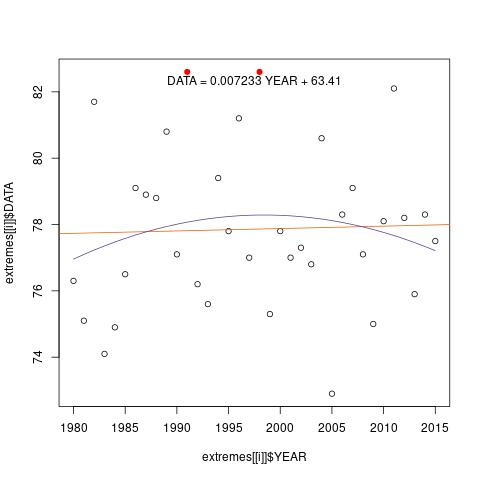 DATA = 0.007233 YEAR + 63.41
82
80
78
76
74
extremes[[i]]$DATA
1980 1985 1990 1995 2000 2005 2010 2015
extremes[[i]]$YEAR